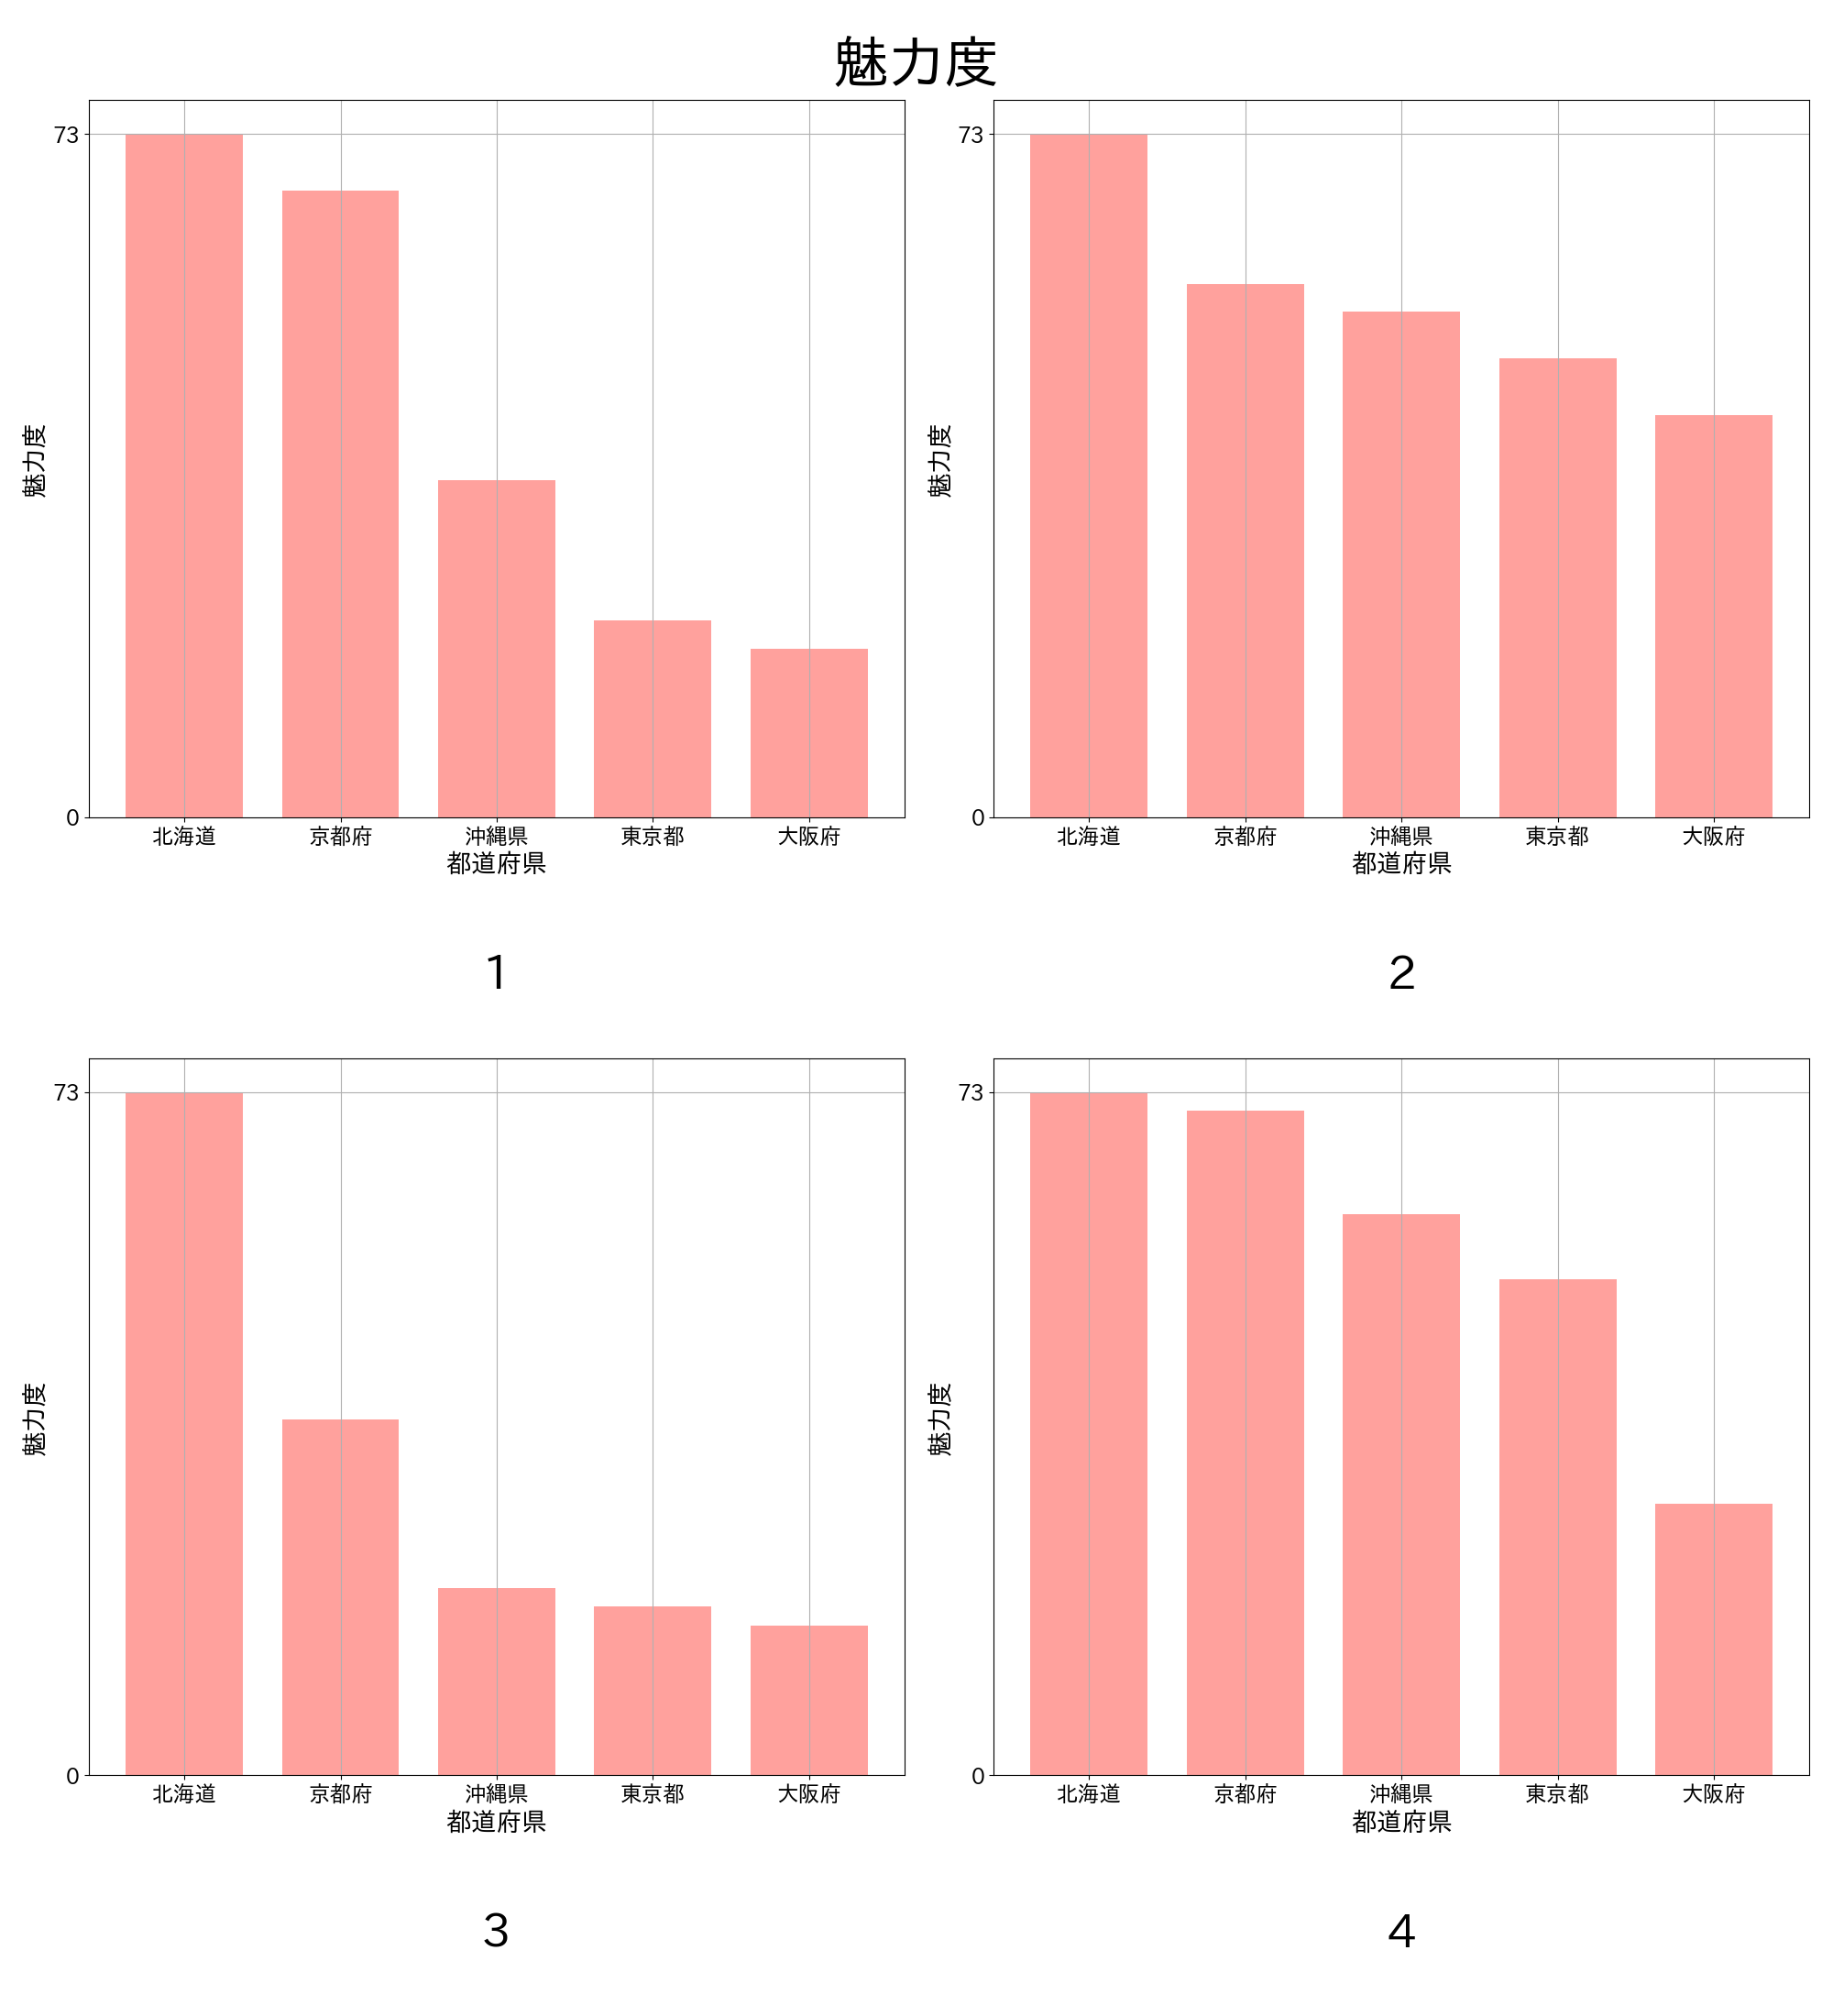 魅力度
73
0
魅力度
北海道 京都府 沖縄県 東京都 大阪府
都道府県
1
73
0
魅力度
北海道 京都府 沖縄県 東京都 大阪府
都道府県
2
73
0
魅力度
北海道 京都府 沖縄県 東京都 大阪府
都道府県
3
73
0
魅力度
北海道 京都府 沖縄県 東京都 大阪府
都道府県
4